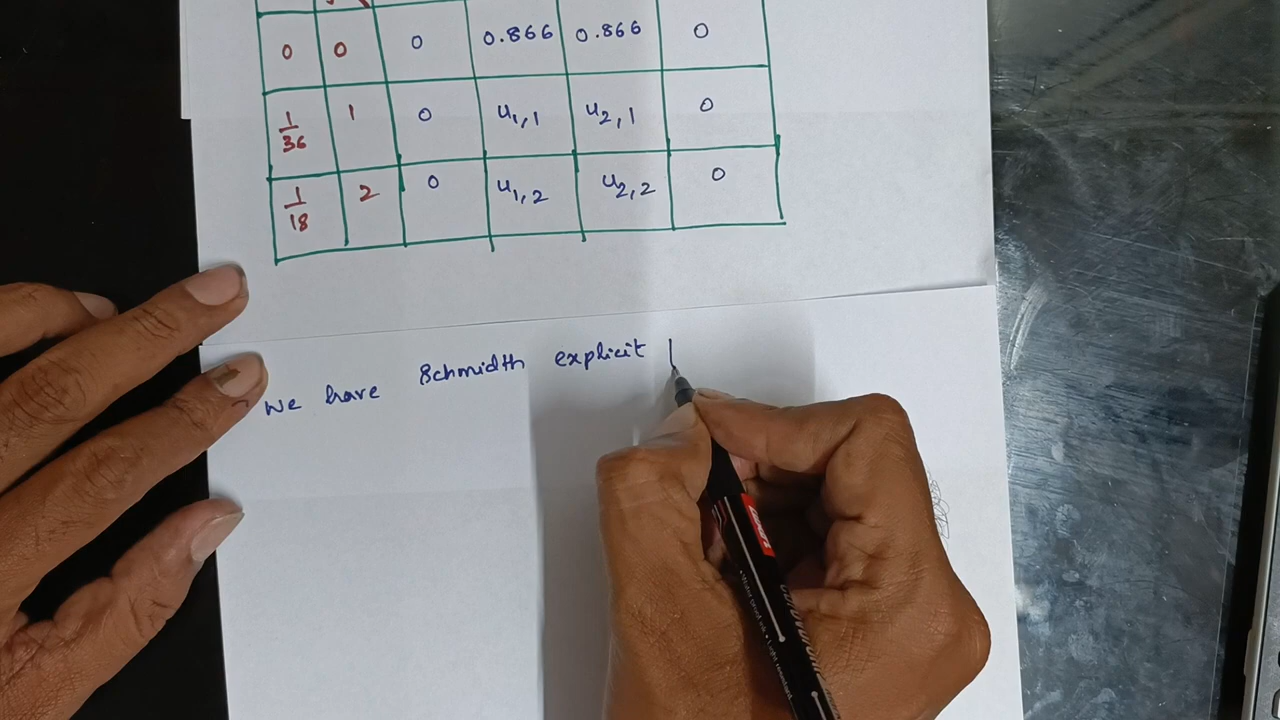 0 0 0 0.866 0.866 0
1/36 1 0 u1,1 u2,1 0
1/18 2 0 u1,2 u2,2 0
We have Schmidth explicit